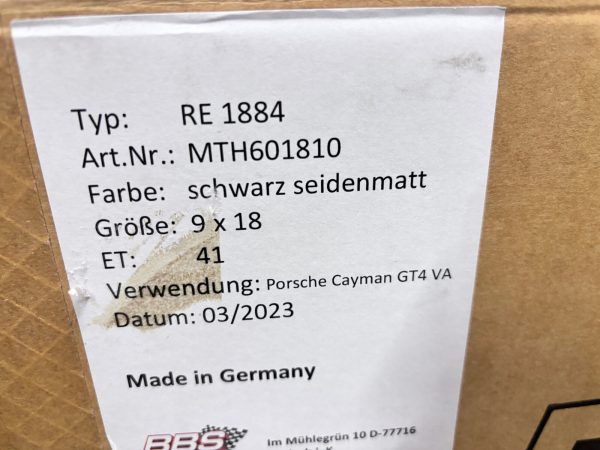 Typ: RE 1884
Art.Nr.: MTH601810
Farbe: schwarz seidenmatt
Größe: 9 x 18
ET: 41
Verwendung: Porsche Cayman GT4 VA
Datum: 03/2023
Made in Germany
BBS
Im Mühlegrün 10 D-77716